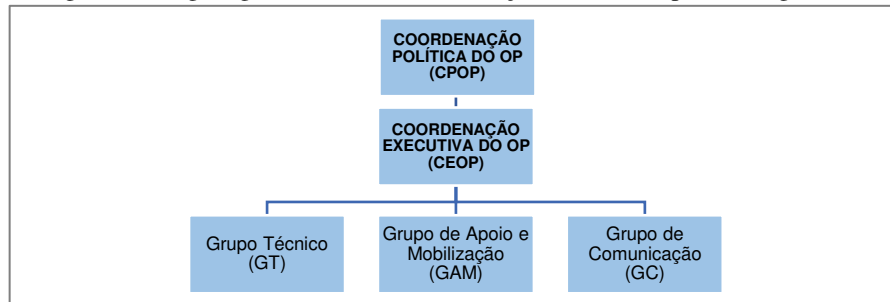 COORDENAÇÃO
POLÍTICA DO OP
(CPOP)
COORDENAÇÃO
EXECUTIVA DO OP
(CEOP)
Grupo Técnico
(GT)
Grupo de Apoio e
Mobilização
(GAM)
Grupo de
Comunicação
(GC)